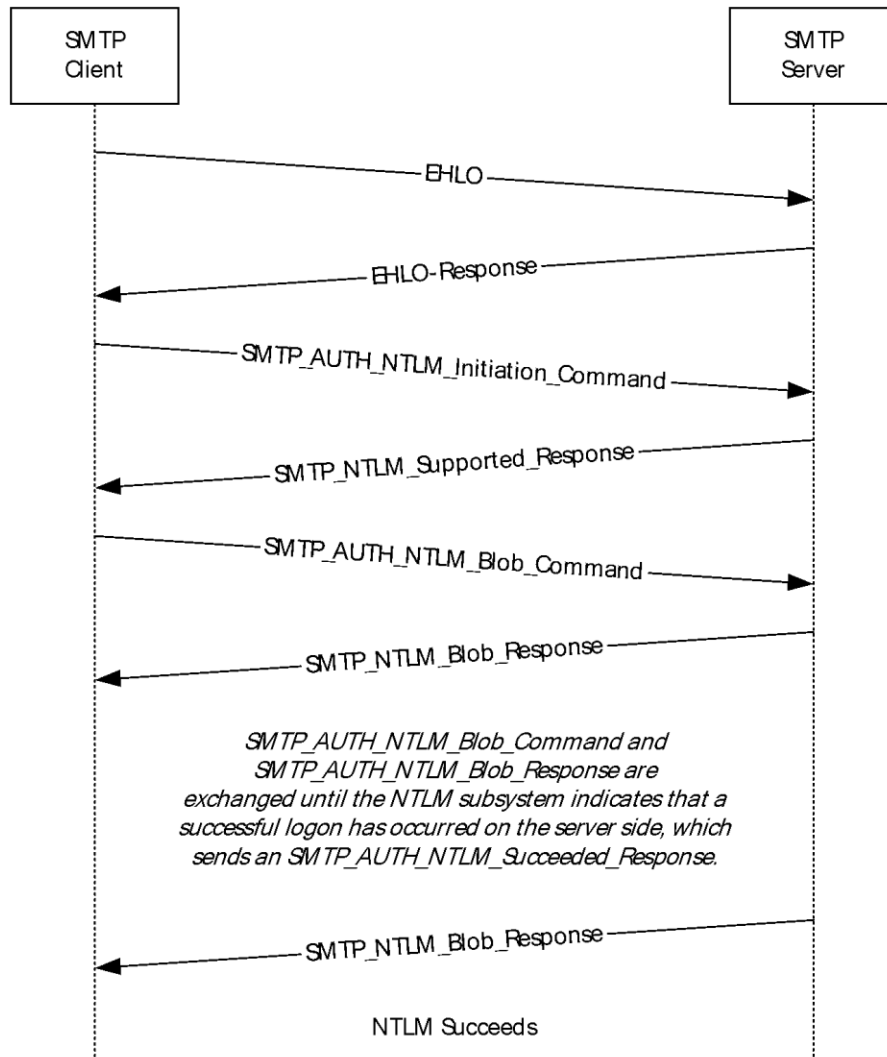 SMTP
Client
SMTP
Server
EHLO
EHLO-Response
SMTP_AUTH_NTLM_Initiation_Command
SMTP_NTLM_Supported_Response
SMTP_AUTH_NTLM_Blob_Command
SMTP_NTLM_Blob_Response
SMTP_AUTH_NTLM_Blob_Command and
SMTP_AUTH_NTLM_Blob_Response are
exchanged until the NTLM subsystem indicates that a
successful logon has occurred on the server side, which
sends an SMTP_AUTH_NTLM_Succeeded_Response.
SMTP_NTLM_Blob_Response
NTLM Succeeds